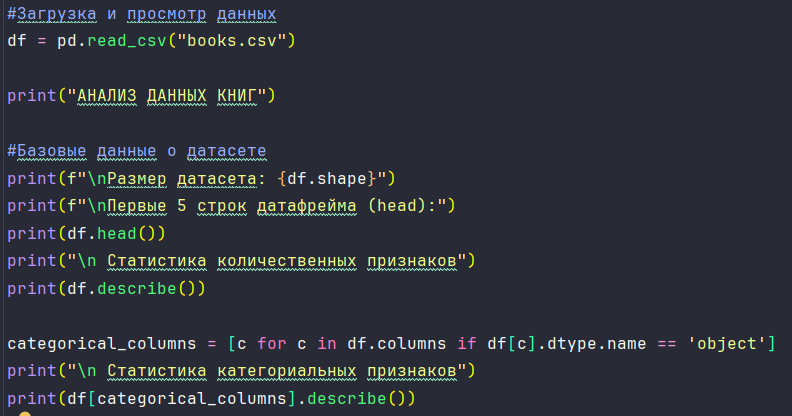 #Загрузка и просмотр данных
df = pd.read_csv("books.csv")
print("АНАЛИЗ ДАННЫХ КНИГ")
#Базовые данные о датасете
print(f"\nРазмер датасета: {df.shape}")
print(f"\nПервые 5 строк датафрейма (head):")
print(df.head())
print("\n Статистика количественных признаков")
print(df.describe())
categorical_columns = [c for c in df.columns if df[c].dtype.name == 'object']
print("\n Статистика категориальных признаков")
print(df[categorical_columns].describe())